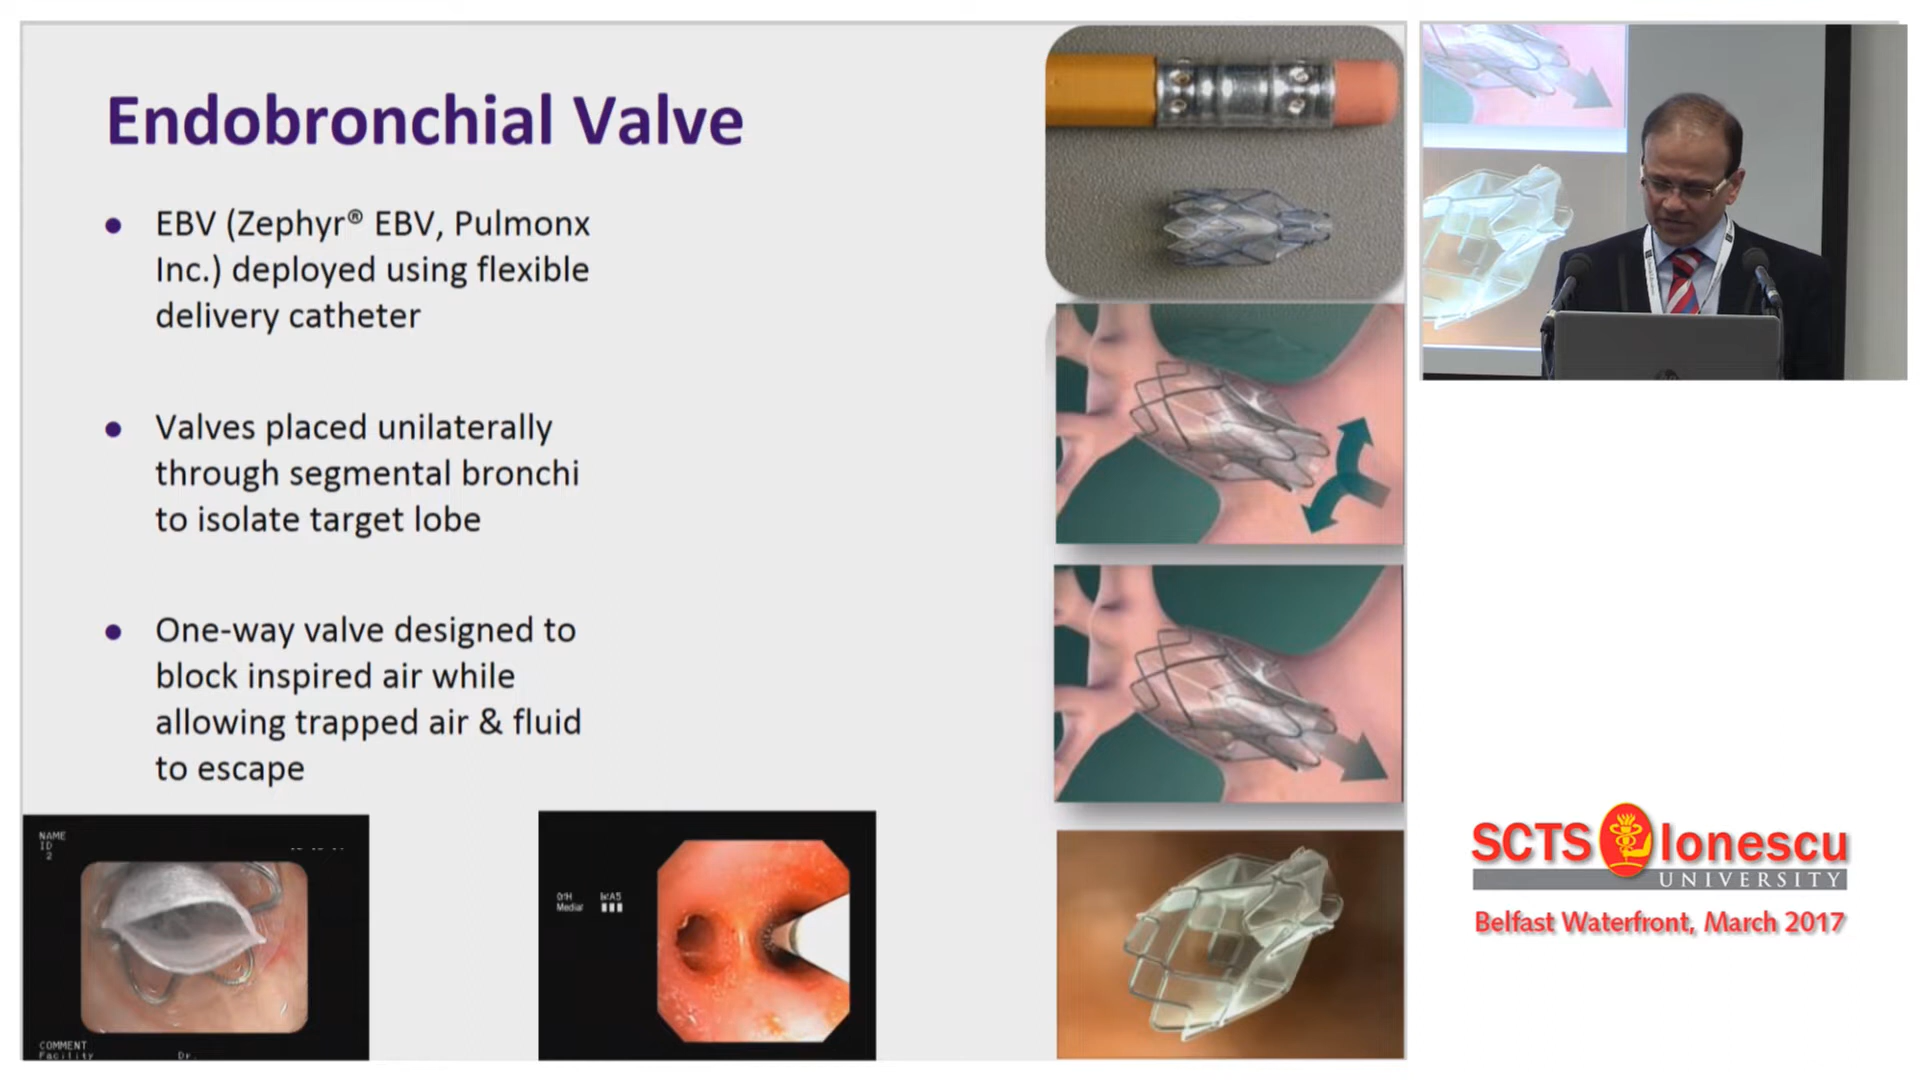 Endobronchial Valve
● EBV (Zephyr® EBV, Pulmonx
Inc.) deployed using flexible
delivery catheter
● Valves placed unilaterally
through segmental bronchi
to isolate target lobe
● One-way valve designed to
block inspired air while
allowing trapped air & fluid
to escape
NAME
ID
2
COMMENT
Facility Dr.
Medial
SCTS Ionescu
UNIVERSITY
Belfast Waterfront, March 2017